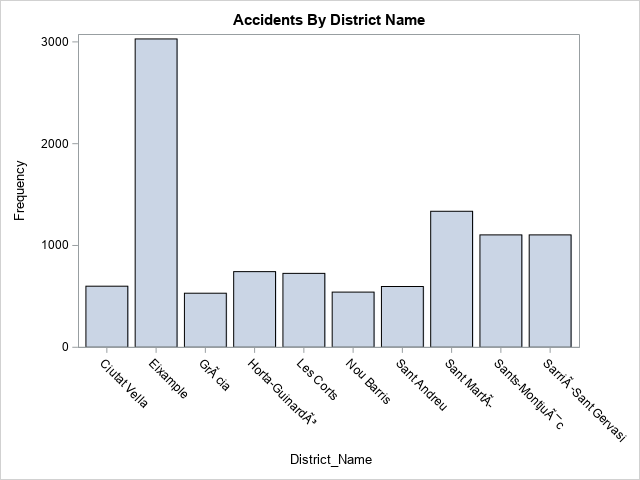 Accidents By District Name
3000
2000
1000
0
Frequency
Ciutat Vella
Eixample
GrÃ cia
Horta-GuinardÃ³
Les Corts
Nou Barris
Sant Andreu
Sant MartÃ-
Sants-MontjuÃ¯c
SarriÃ -Sant Gervasi
District_Name